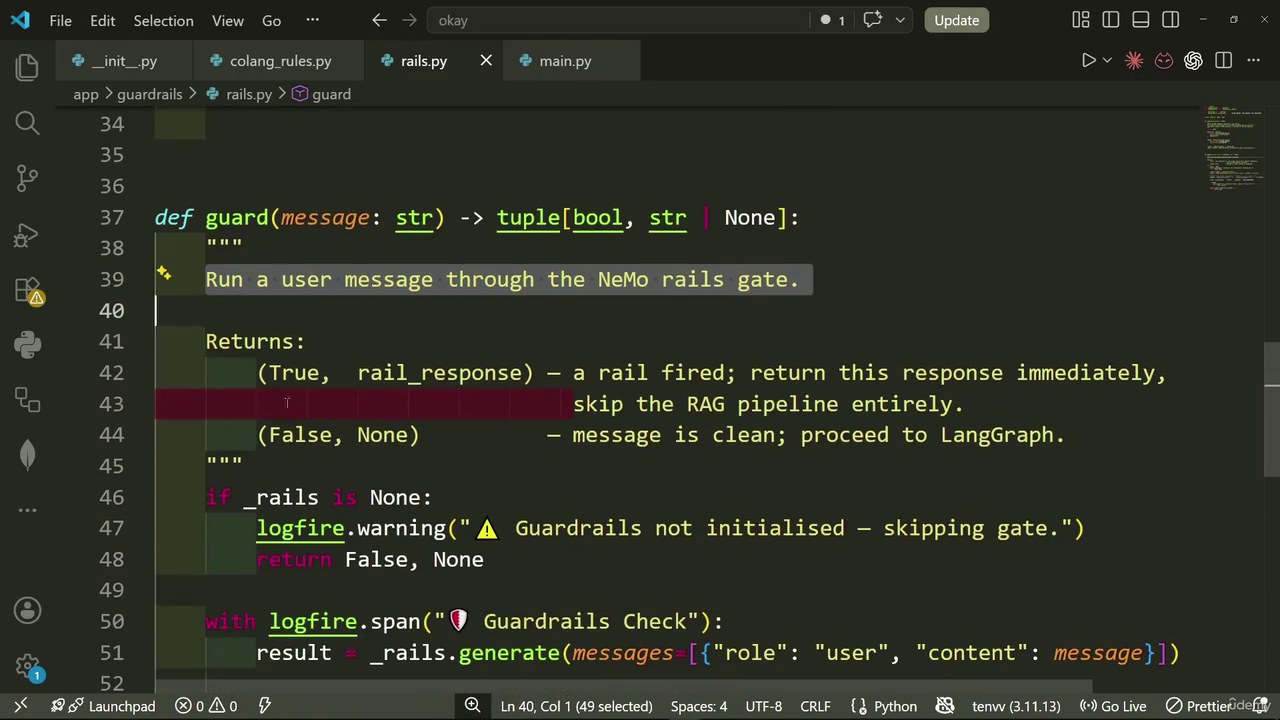 File Edit Selection View Go ··· okay 1 Update
__init__.py colang_rules.py rails.py main.py
app > guardrails > rails.py > guard
34
35
36
37 def guard(message: str) -> tuple[bool, str | None]:
38 """
39 Run a user message through the NeMo rails gate.
40
41 Returns:
42 (True, rail_response) — a rail fired; return this response immediately,
43 skip the RAG pipeline entirely.
44 (False, None) — message is clean; proceed to LangGraph.
45 """
46 if _rails is None:
47 logfire.warning("⚠️ Guardrails not initialised — skipping gate.")
48 return False, None
49
50 with logfire.span("🛡️ Guardrails Check"):
51 result = _rails.generate(messages=[{"role": "user", "content": message}])
52
1 Launchpad 0 0 Ln 40, Col 1 (49 selected) Spaces: 4 UTF-8 CRLF Python tenvv (3.11.13) Go Live Prettier
udemy